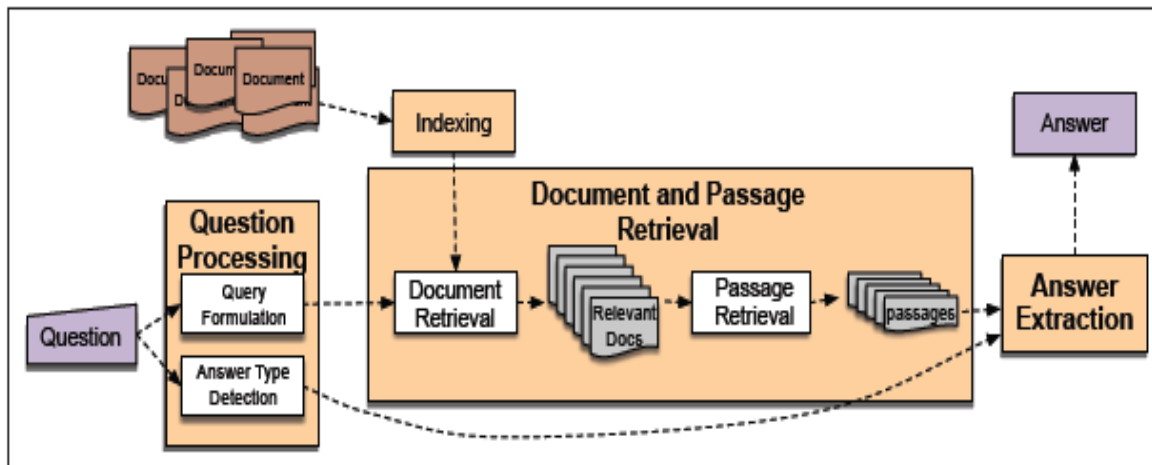 Docu
Docum
Document
Indexing
Answer
Document and Passage
Retrieval
Question
Processing
Query
Formulation
Document
Retrieval
Relevant
Docs
Passage
Retrieval
passages
Answer
Extraction
Question
Answer Type
Detection